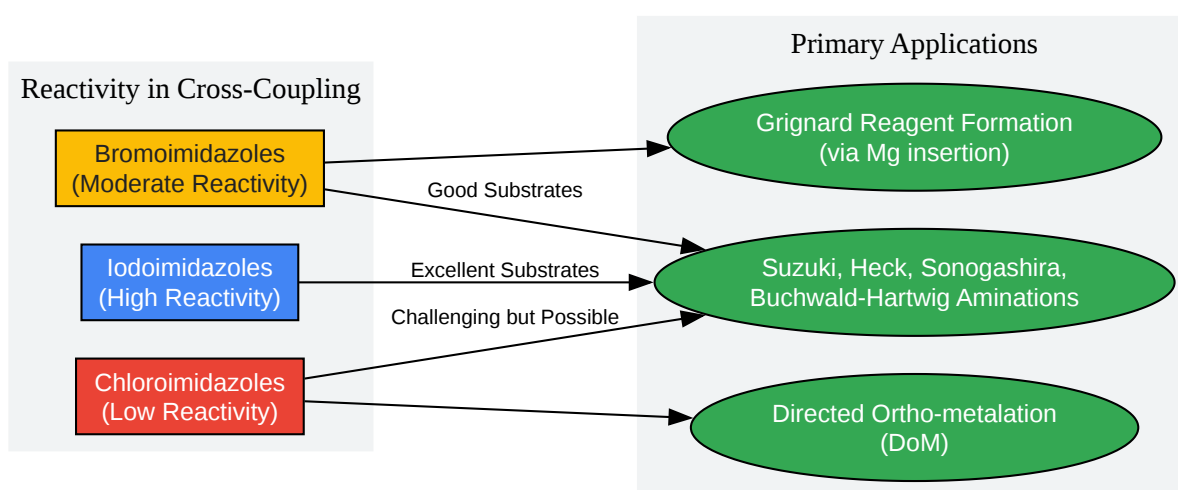 Reactivity in Cross-Coupling
Bromoimidazoles
(Moderate Reactivity)
Iodoimidazoles
(High Reactivity)
Chloroimidazoles
(Low Reactivity)
Good Substrates
Excellent Substrates
Challenging but Possible
Primary Applications
Grignard Reagent Formation
(via Mg insertion)
Suzuki, Heck, Sonogashira,
Buchwald-Hartwig Aminations
Directed Ortho-metalation
(DoM)